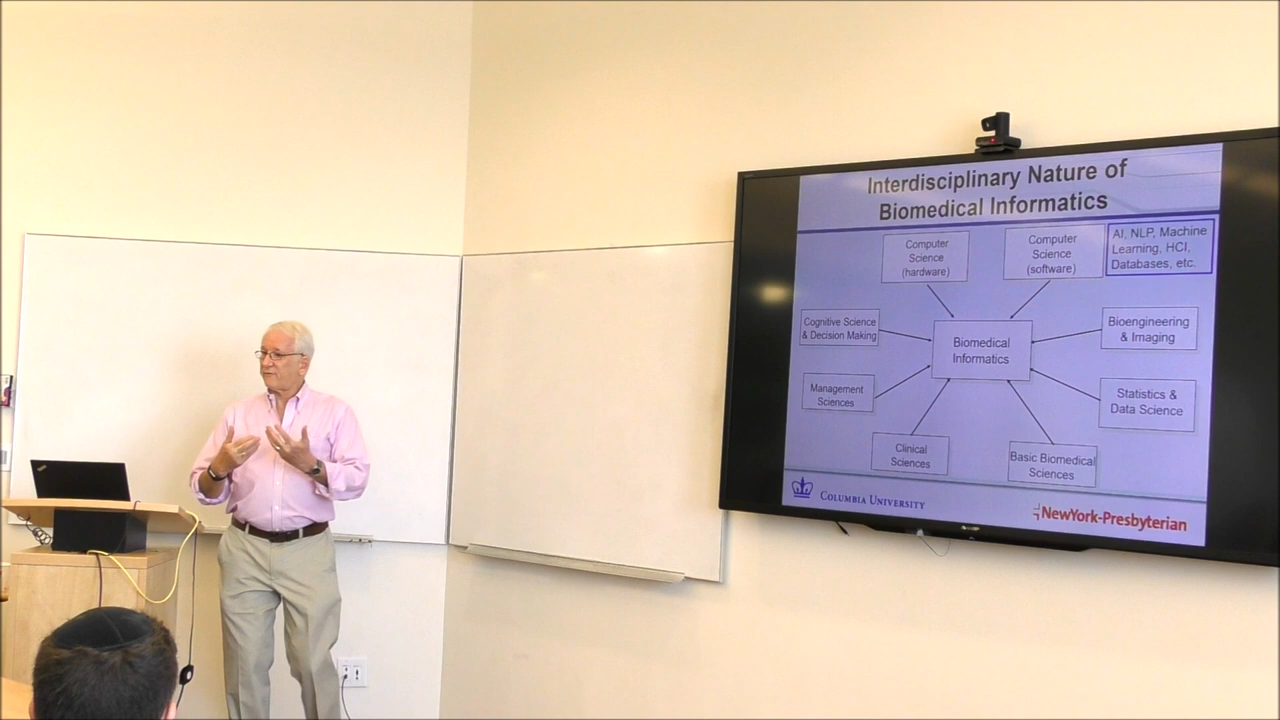 Interdisciplinary Nature of
Biomedical Informatics
Computer
Science
(hardware)
Computer
Science
(software)
AI, NLP, Machine
Learning, HCI,
Databases, etc.
Cognitive Science
& Decision Making
Biomedical
Informatics
Bioengineering
& Imaging
Management
Sciences
Statistics &
Data Science
Clinical
Sciences
Basic Biomedical
Sciences
COLUMBIA UNIVERSITY
NewYork-Presbyterian